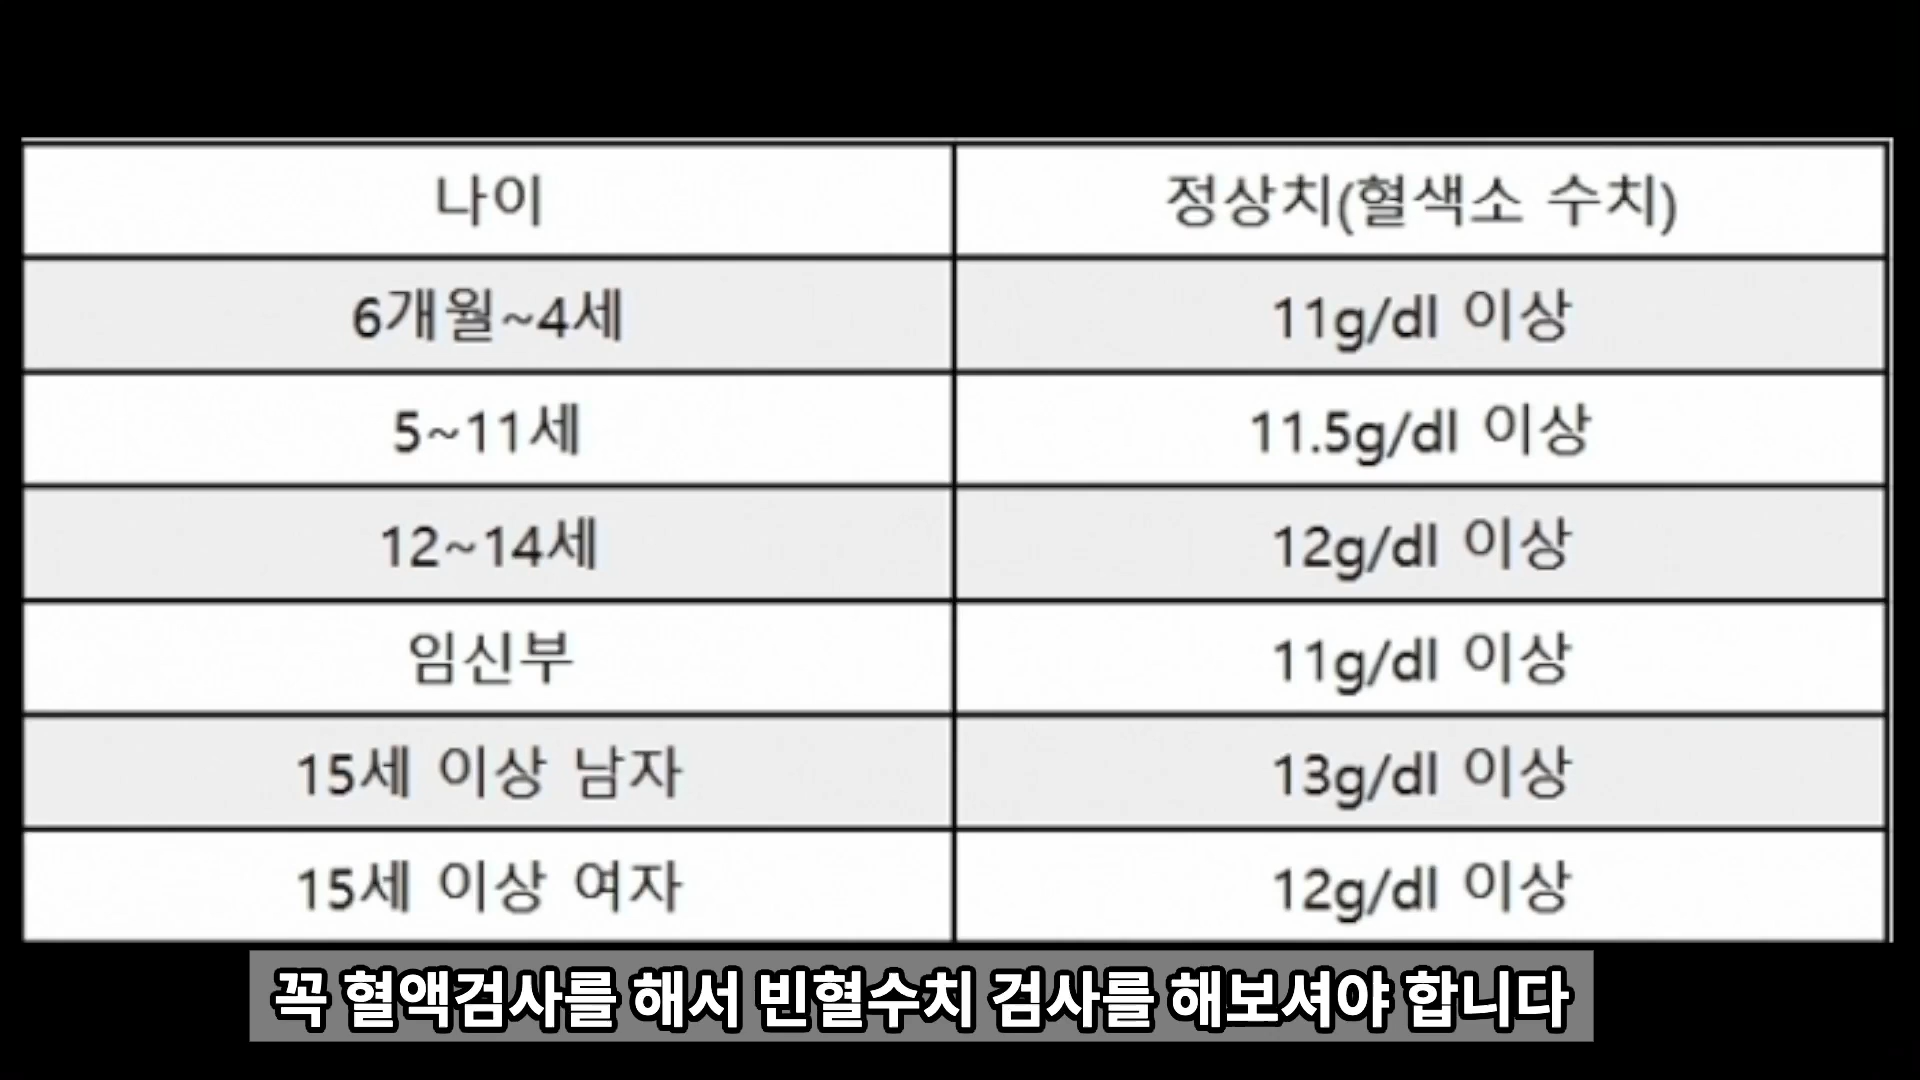 나이 정상치(혈색소 수치)
6개월~4세 11g/dl 이상
5~11세 11.5g/dl 이상
12~14세 12g/dl 이상
임신부 11g/dl 이상
15세 이상 남자 13g/dl 이상
15세 이상 여자 12g/dl 이상
꼭 혈액검사를 해서 빈혈수치 검사를 해보셔야 합니다